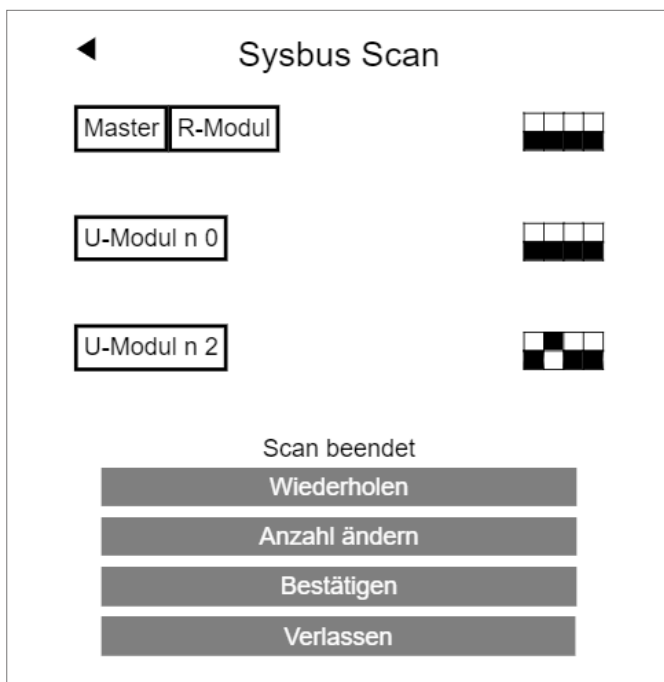 Sysbus Scan
Master R-Modul
U-Modul n 0
U-Modul n 2
Scan beendet
Wiederholen
Anzahl ändern
Bestätigen
Verlassen